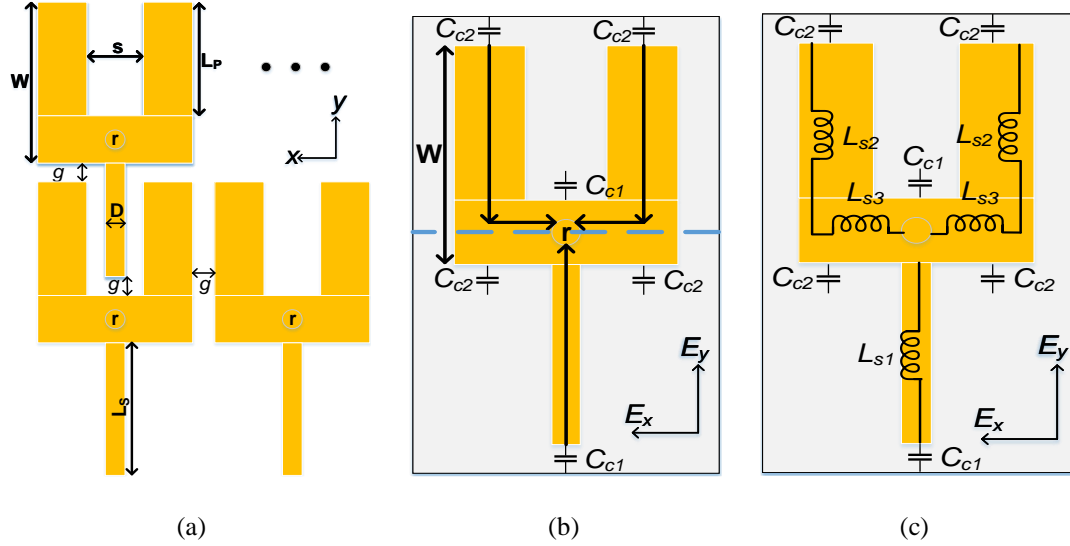 W
s
L_P
• • •
r
y
x
g
D
g
g
r
r
L_S
(a)
C_c2
C_c2
W
C_c1
r
C_c2
C_c2
E_y
E_x
C_c1
(b)
C_c2
C_c2
L_s2
L_s2
C_c1
L_s3
L_s3
C_c2
C_c2
L_s1
E_y
E_x
C_c1
(c)